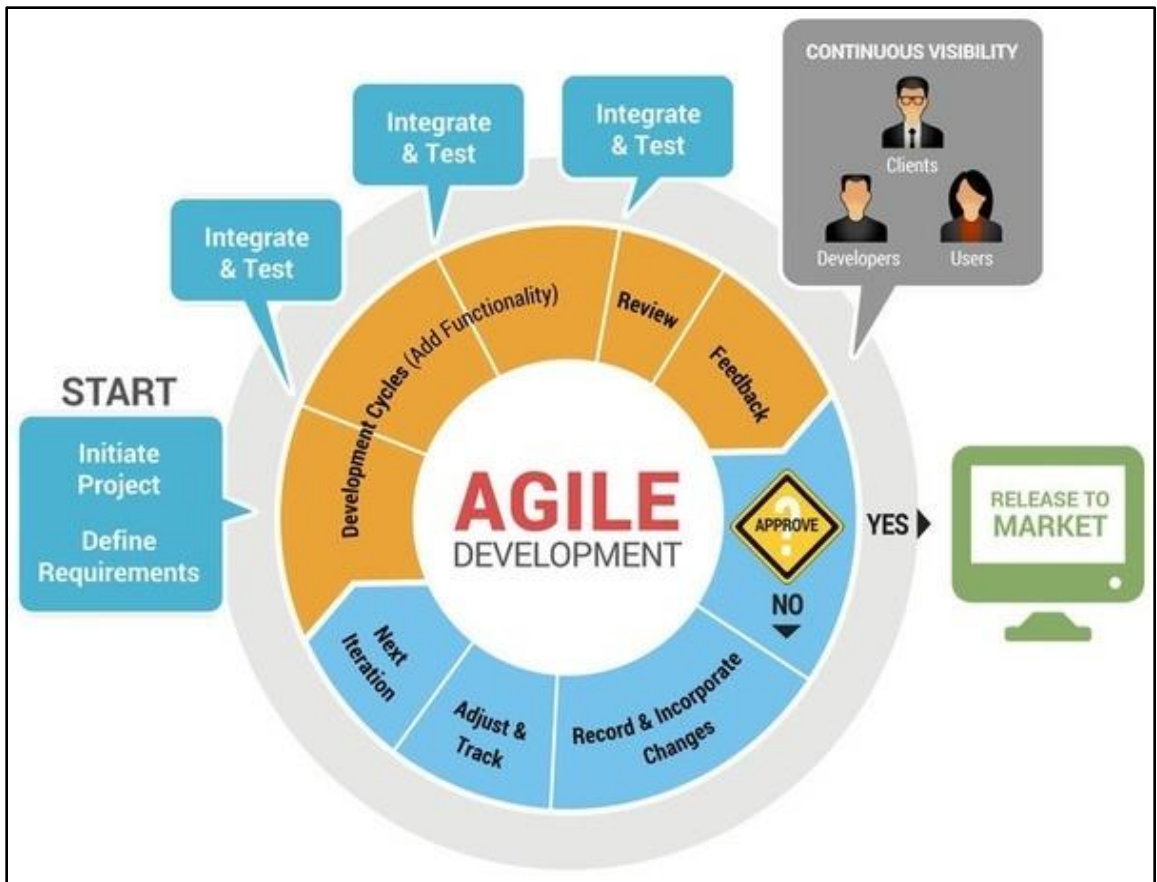 CONTINUOUS VISIBILITY
Clients
Developers
Users
Integrate
& Test
Integrate
& Test
Integrate
& Test
START
Initiate
Project
Define
Requirements
Development Cycles (Add Functionality)
Review
Feedback
AGILE
DEVELOPMENT
?
APPROVE
YES
NO
RELEASE TO
MARKET
Record & Incorporate
Changes
Adjust &
Track
Next
Iteration